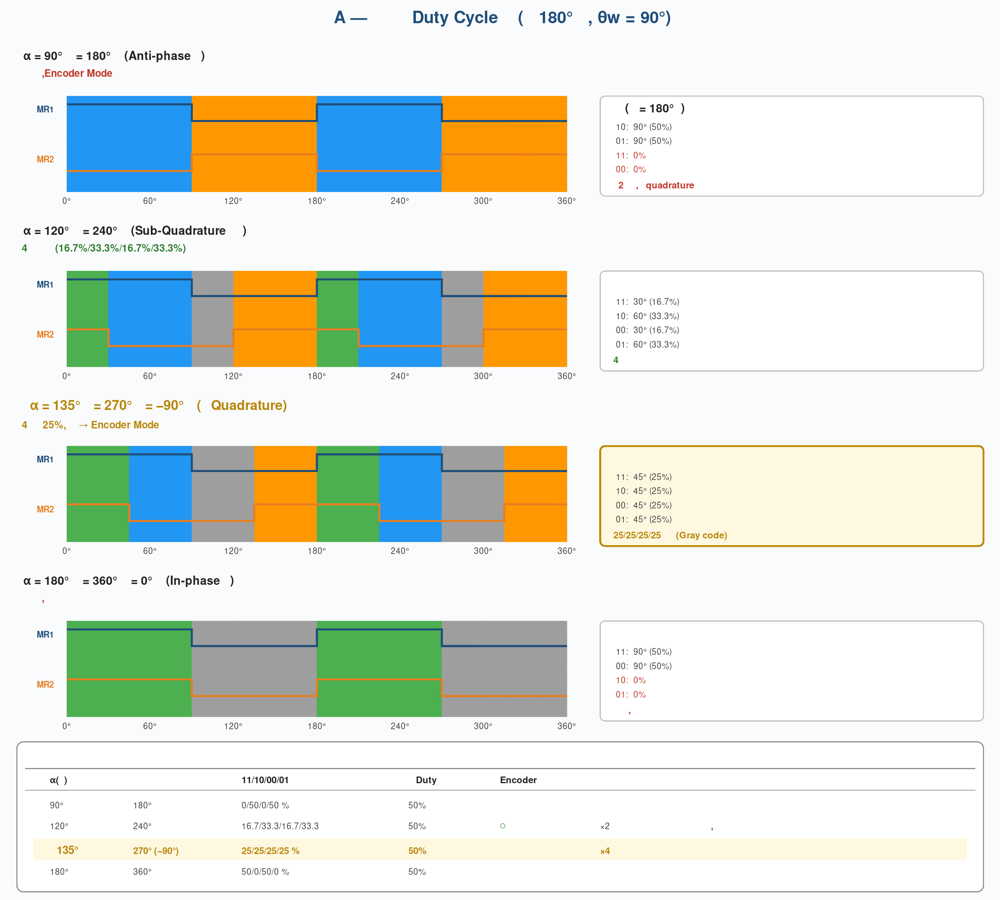 A — Duty Cycle ( 180° , θw = 90°)
α = 90° = 180° (Anti-phase )
,Encoder Mode
MR1
MR2
0° 60° 120° 180° 240° 300° 360°
( = 180° )
10: 90° (50%)
01: 90° (50%)
11: 0%
00: 0%
2 , quadrature
α = 120° = 240° (Sub-Quadrature )
4 (16.7%/33.3%/16.7%/33.3%)
MR1
MR2
0° 60° 120° 180° 240° 300° 360°
11: 30° (16.7%)
10: 60° (33.3%)
00: 30° (16.7%)
01: 60° (33.3%)
4
α = 135° = 270° = –90° ( Quadrature)
4 25%, → Encoder Mode
MR1
MR2
0° 60° 120° 180° 240° 300° 360°
11: 45° (25%)
10: 45° (25%)
00: 45° (25%)
01: 45° (25%)
25/25/25/25 (Gray code)
α = 180° = 360° = 0° (In-phase )
,
MR1
MR2
0° 60° 120° 180° 240° 300° 360°
11: 90° (50%)
00: 90° (50%)
10: 0%
01: 0%
,
α( ) 11/10/00/01 Duty Encoder
90° 180° 0/50/0/50 % 50%
120° 240° 16.7/33.3/16.7/33.3 50% ○ ×2 ,
135° 270° (–90°) 25/25/25/25 % 50% ×4
180° 360° 50/0/50/0 % 50%